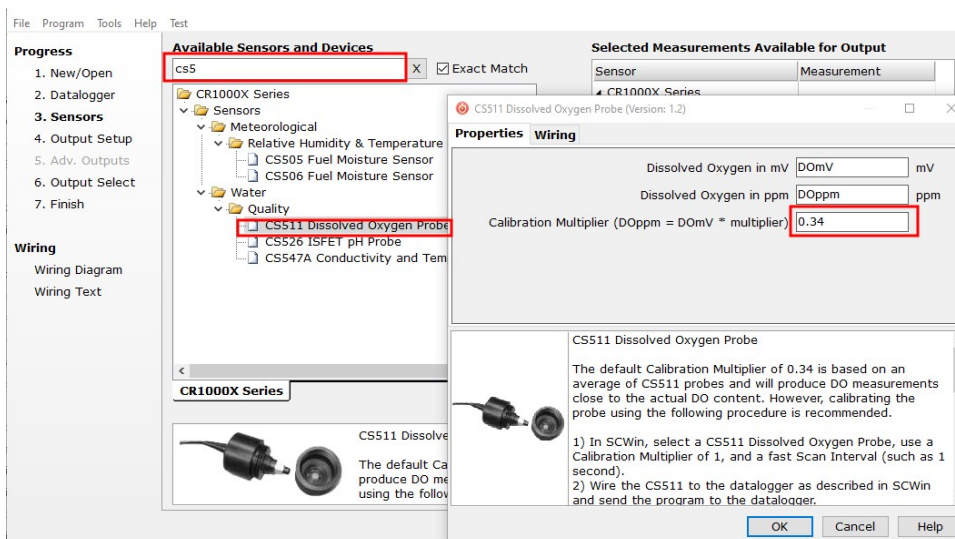 File Program Tools Help Test
Progress
1. New/Open
2. Datalogger
3. Sensors
4. Output Setup
5. Adv. Outputs
6. Output Select
7. Finish
Wiring
Wiring Diagram
Wiring Text
Available Sensors and Devices
cs5 X Exact Match
CR1000X Series
Sensors
Meteorological
Relative Humidity & Temperature
CS505 Fuel Moisture Sensor
CS506 Fuel Moisture Sensor
Water
Quality
CS511 Dissolved Oxygen Probe
CS526 ISFET pH Probe
CS547A Conductivity and Tem
CR1000X Series
CS511 Dissolve
The default Ca
produce DO me
using the follow
Selected Measurements Available for Output
Sensor Measurement
CR1000X Series
CS511 Dissolved Oxygen Probe (Version: 1.2)
Properties Wiring
Dissolved Oxygen in mV DOmV mV
Dissolved Oxygen in ppm DOppm ppm
Calibration Multiplier (DOppm = DOmV * multiplier) 0.34
CS511 Dissolved Oxygen Probe
The default Calibration Multiplier of 0.34 is based on an
average of CS511 probes and will produce DO measurements
close to the actual DO content. However, calibrating the
probe using the following procedure is recommended.
1) In SCWin, select a CS511 Dissolved Oxygen Probe, use a
Calibration Multiplier of 1, and a fast Scan Interval (such as 1
second).
2) Wire the CS511 to the datalogger as described in SCWin
and send the program to the datalogger.
OK Cancel Help